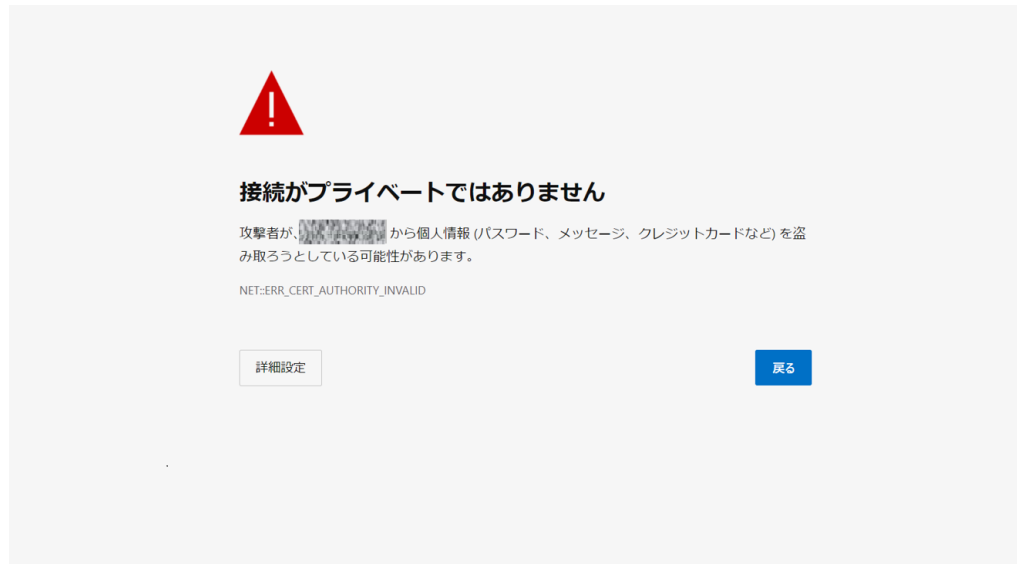 接続がプライベートではありません
攻撃者が、 から個人情報 (パスワード、メッセージ、クレジットカードなど) を盗
み取ろうとしている可能性があります。
NET::ERR_CERT_AUTHORITY_INVALID
詳細設定
戻る